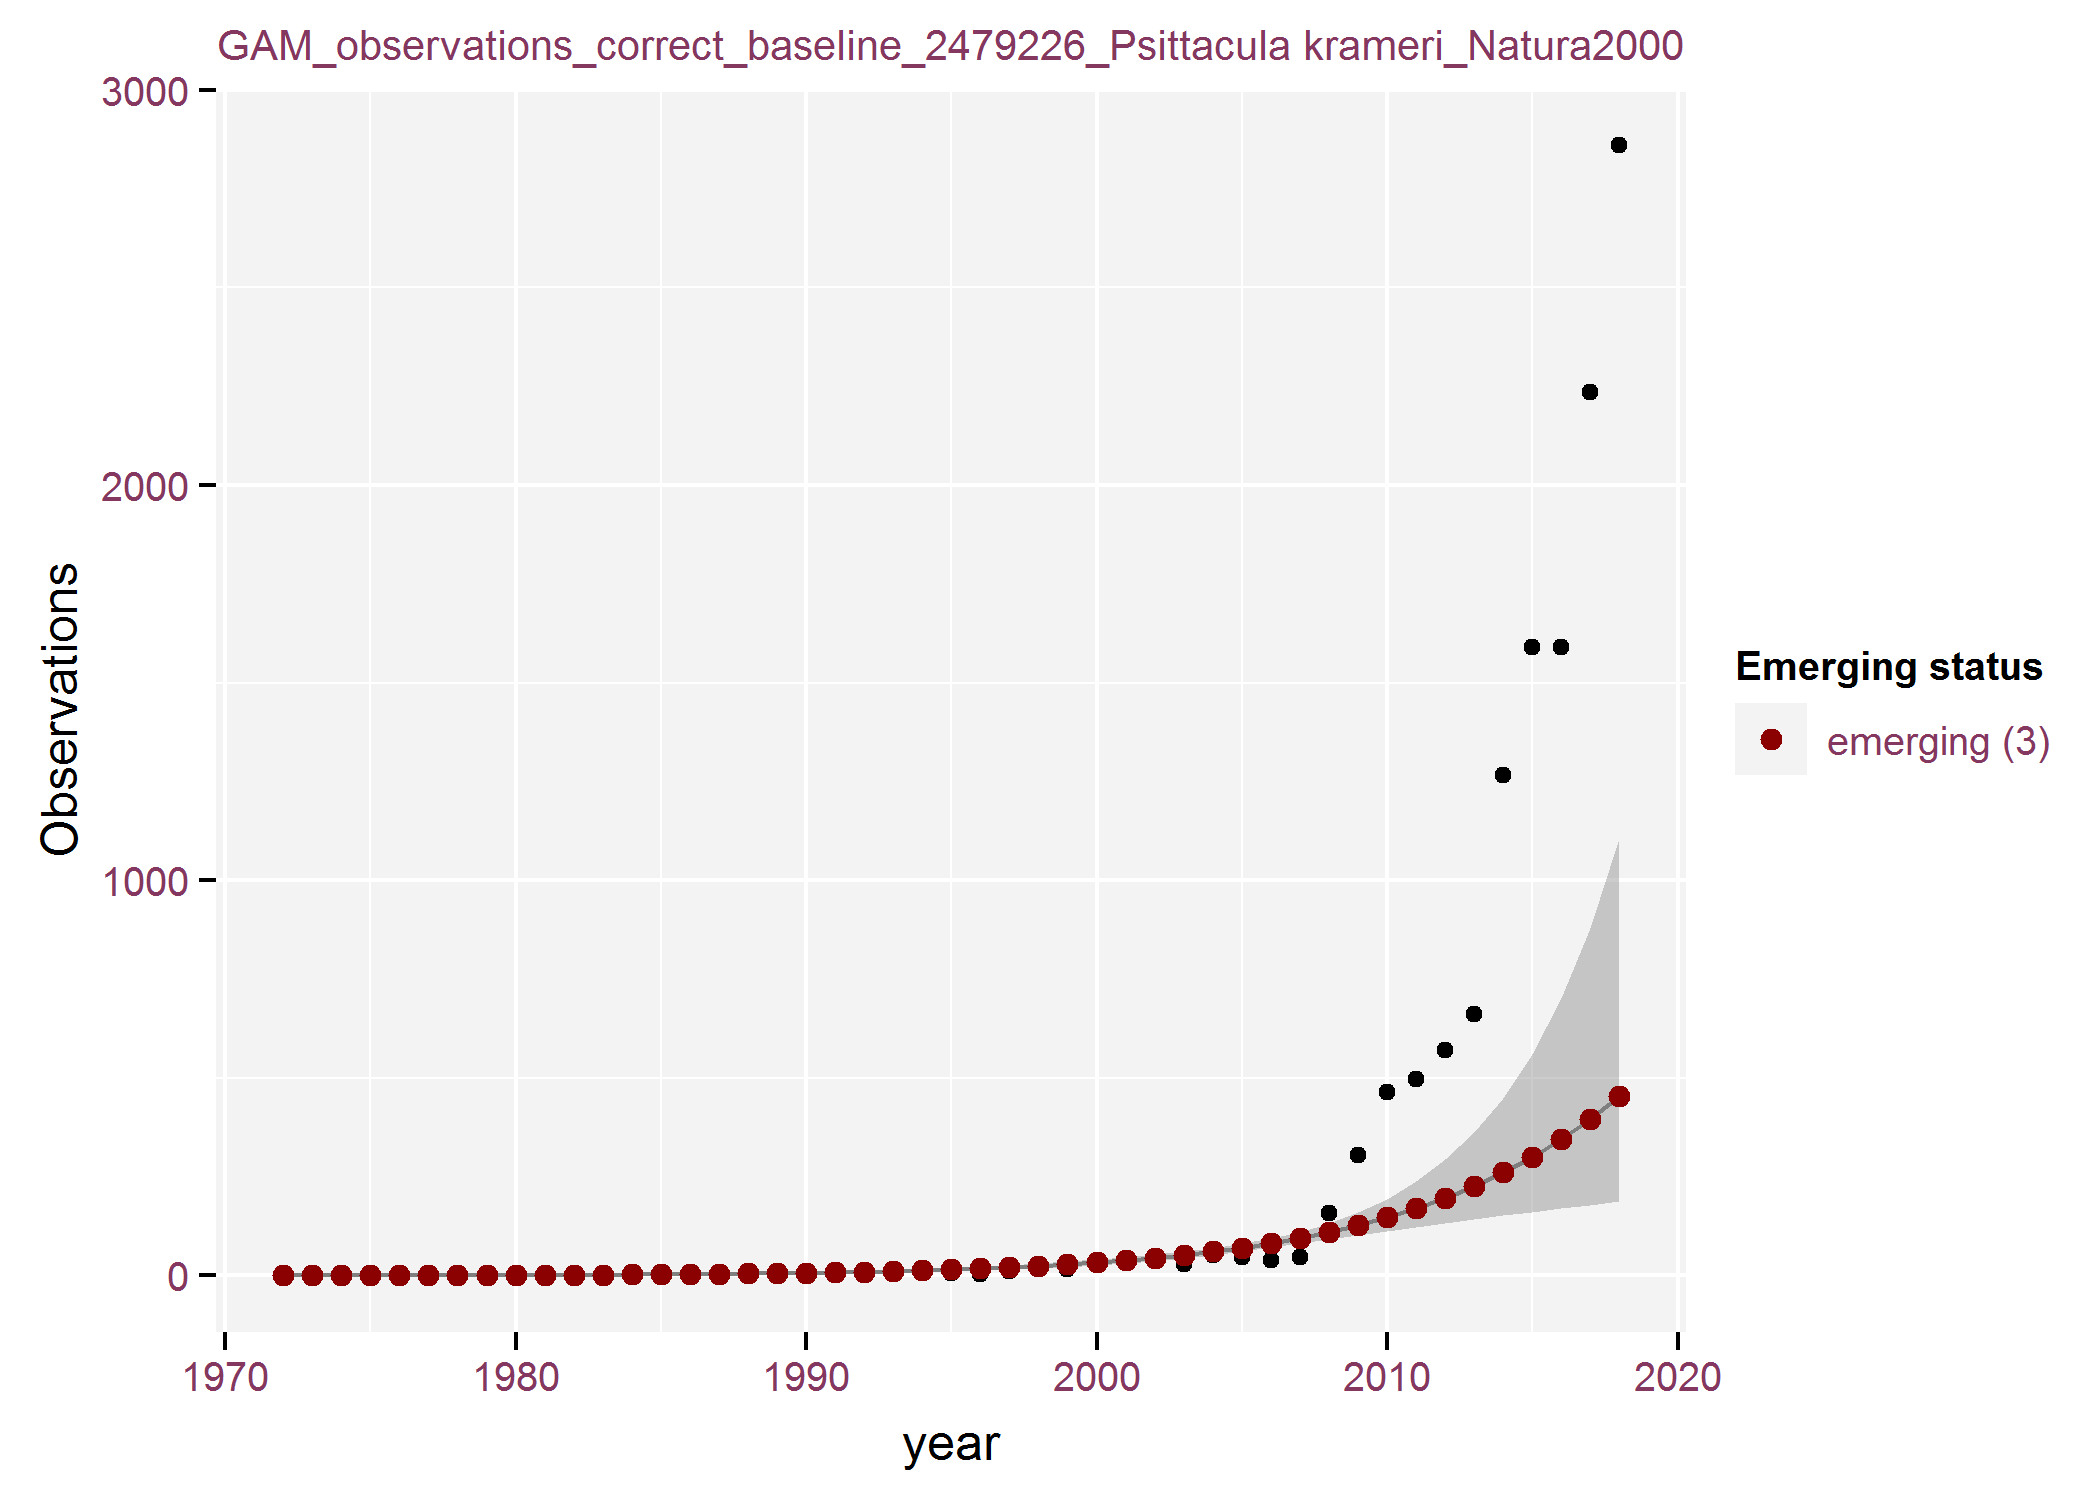 GAM_observations_correct_baseline_2479226_Psittacula krameri_Natura2000
3000
2000
1000
0
Observations
1970 1980 1990 2000 2010 2020
year
Emerging status
emerging (3)